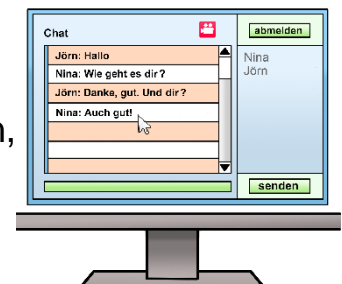 Chat
abmelden
Jörn: Hallo
Nina: Wie geht es dir?
Jörn: Danke, gut. Und dir?
Nina: Auch gut!
Nina
Jörn
senden